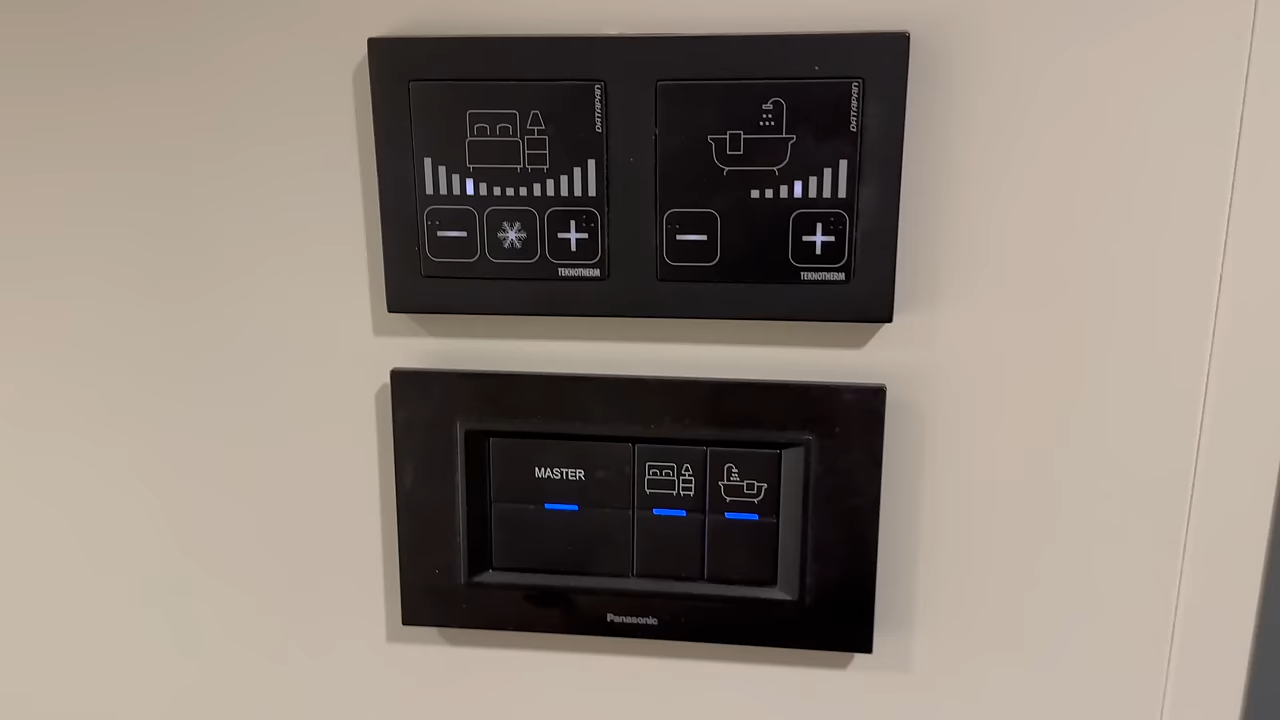 DATAPAN
TEKNOTHERM
DATAPAN
TEKNOTHERM
MASTER
Panasonic